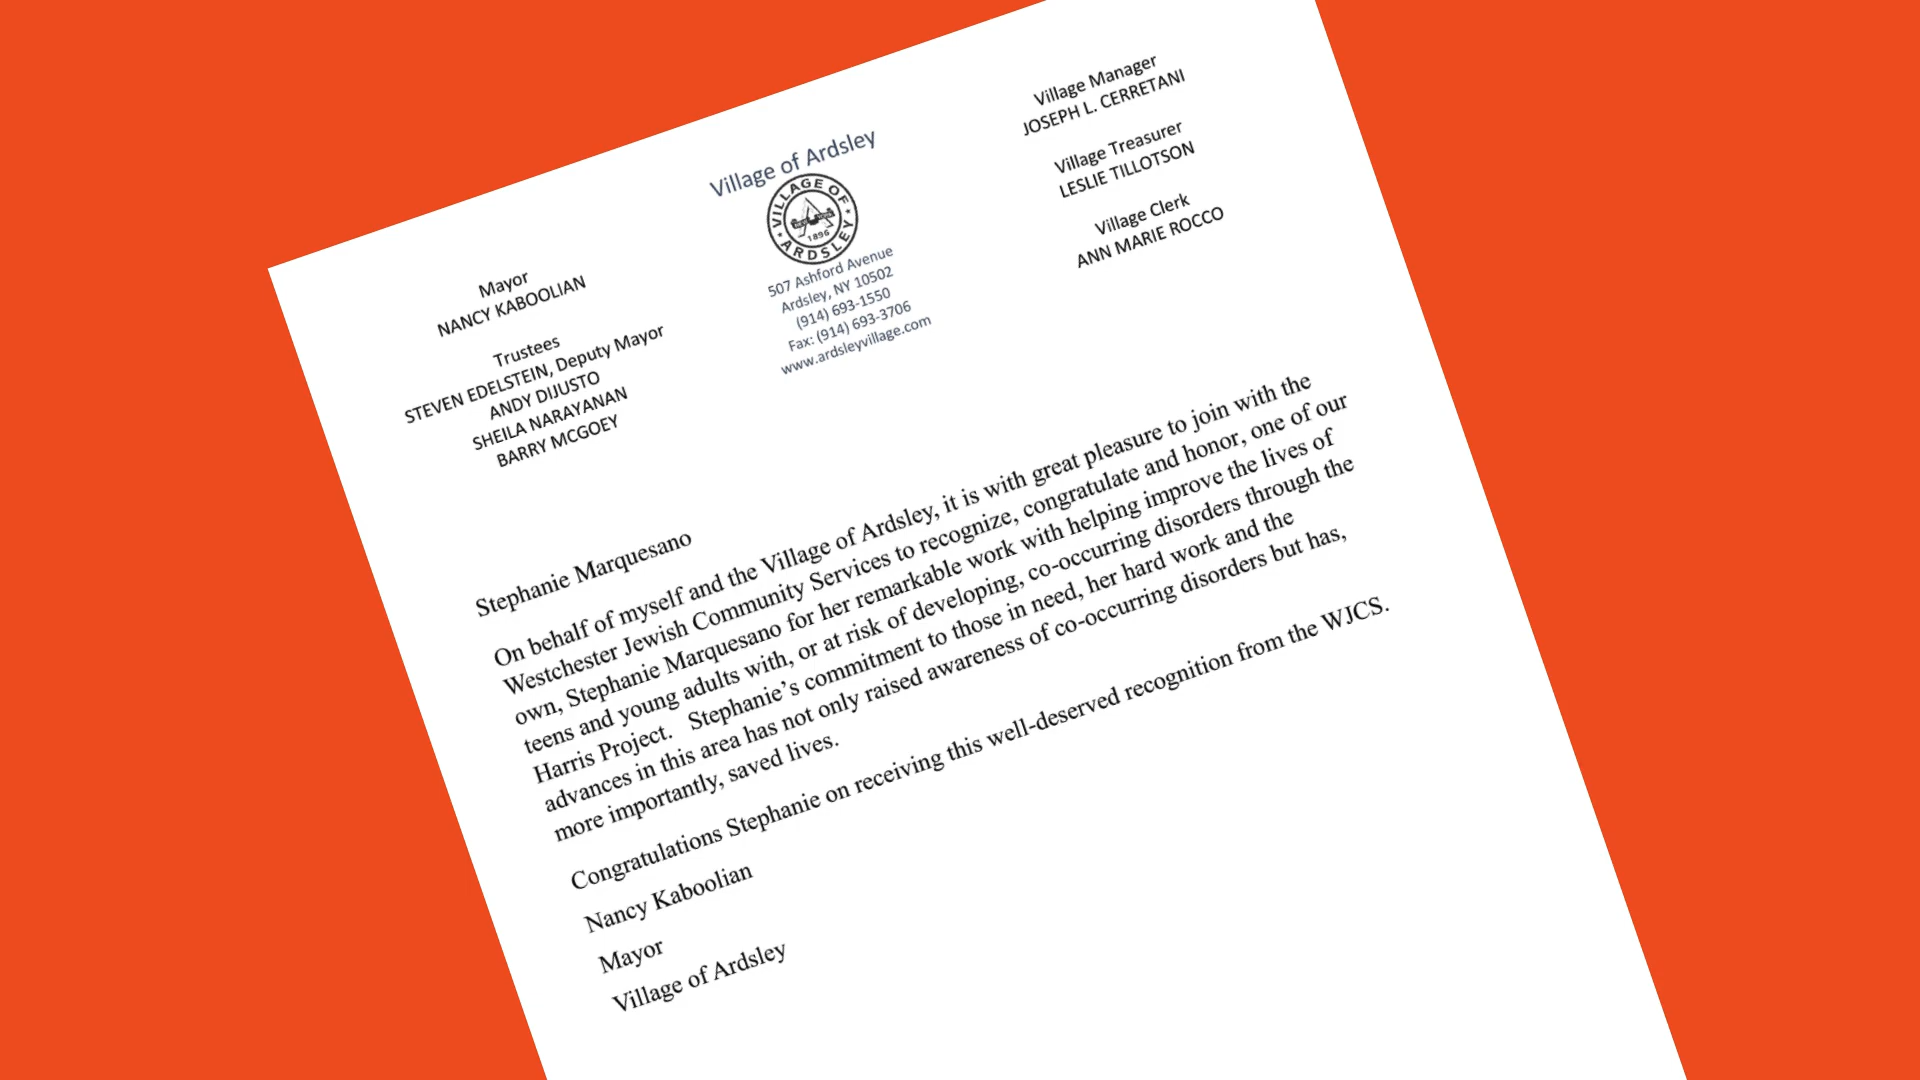 Mayor
NANCY KABOOLIAN
Trustees
STEVEN EDELSTEIN, Deputy Mayor
ANDY DIJUSTO
SHEILA NARAYANAN
BARRY MCGOEY
Village of Ardsley
VILLAGE OF
ARDSLEY
1896
507 Ashford Avenue
Ardsley, NY 10502
(914) 693-1550
Fax: (914) 693-3706
www.ardsleyvillage.com
Village Manager
JOSEPH L. CERRETANI
Village Treasurer
LESLIE TILLOTSON
Village Clerk
ANN MARIE ROCCO
Stephanie Marquesano
On behalf of myself and the Village of Ardsley, it is with great pleasure to join with the
Westchester Jewish Community Services to recognize, congratulate and honor, one of our
own, Stephanie Marquesano for her remarkable work with helping improve the lives of
teens and young adults with, or at risk of developing, co-occurring disorders through the
Harris Project. Stephanie’s commitment to those in need, her hard work and the
advances in this area has not only raised awareness of co-occurring disorders but has,
more importantly, saved lives.
Congratulations Stephanie on receiving this well-deserved recognition from the WJCS.
Nancy Kaboolian
Mayor
Village of Ardsley